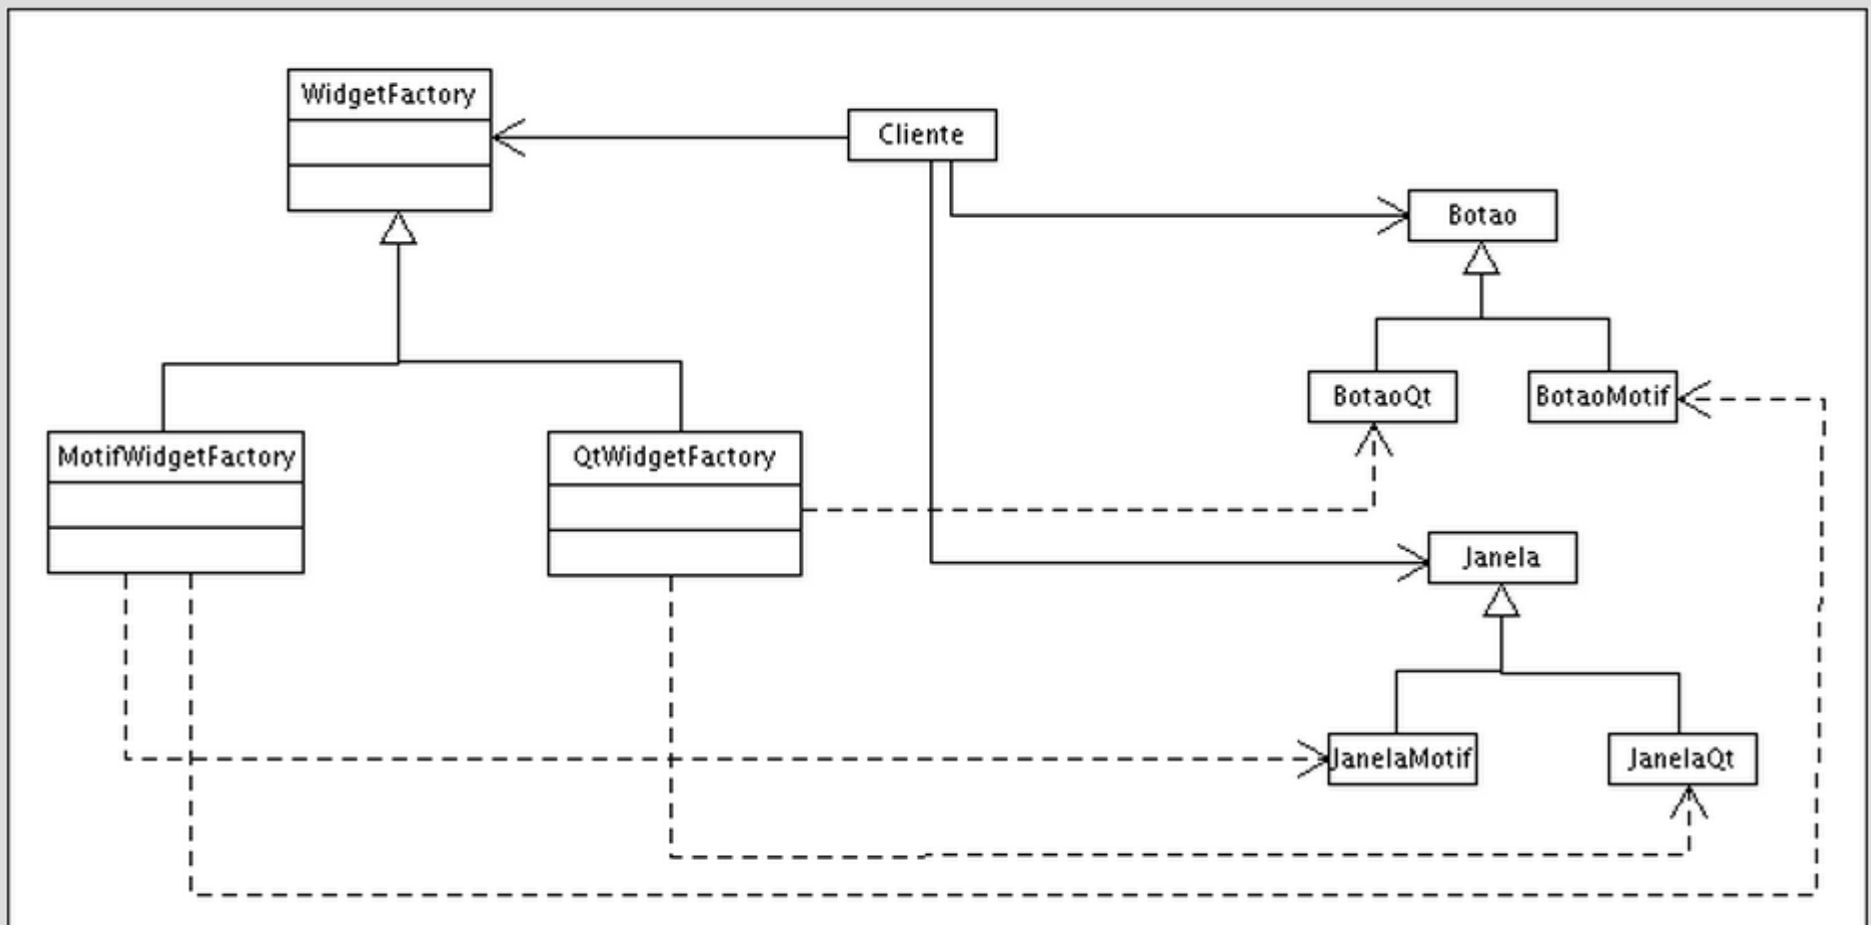 WidgetFactory
Cliente
Botao
BotaoQt
BotaoMotif
MotifWidgetFactory
QtWidgetFactory
Janela
JanelaMotif
JanelaQt